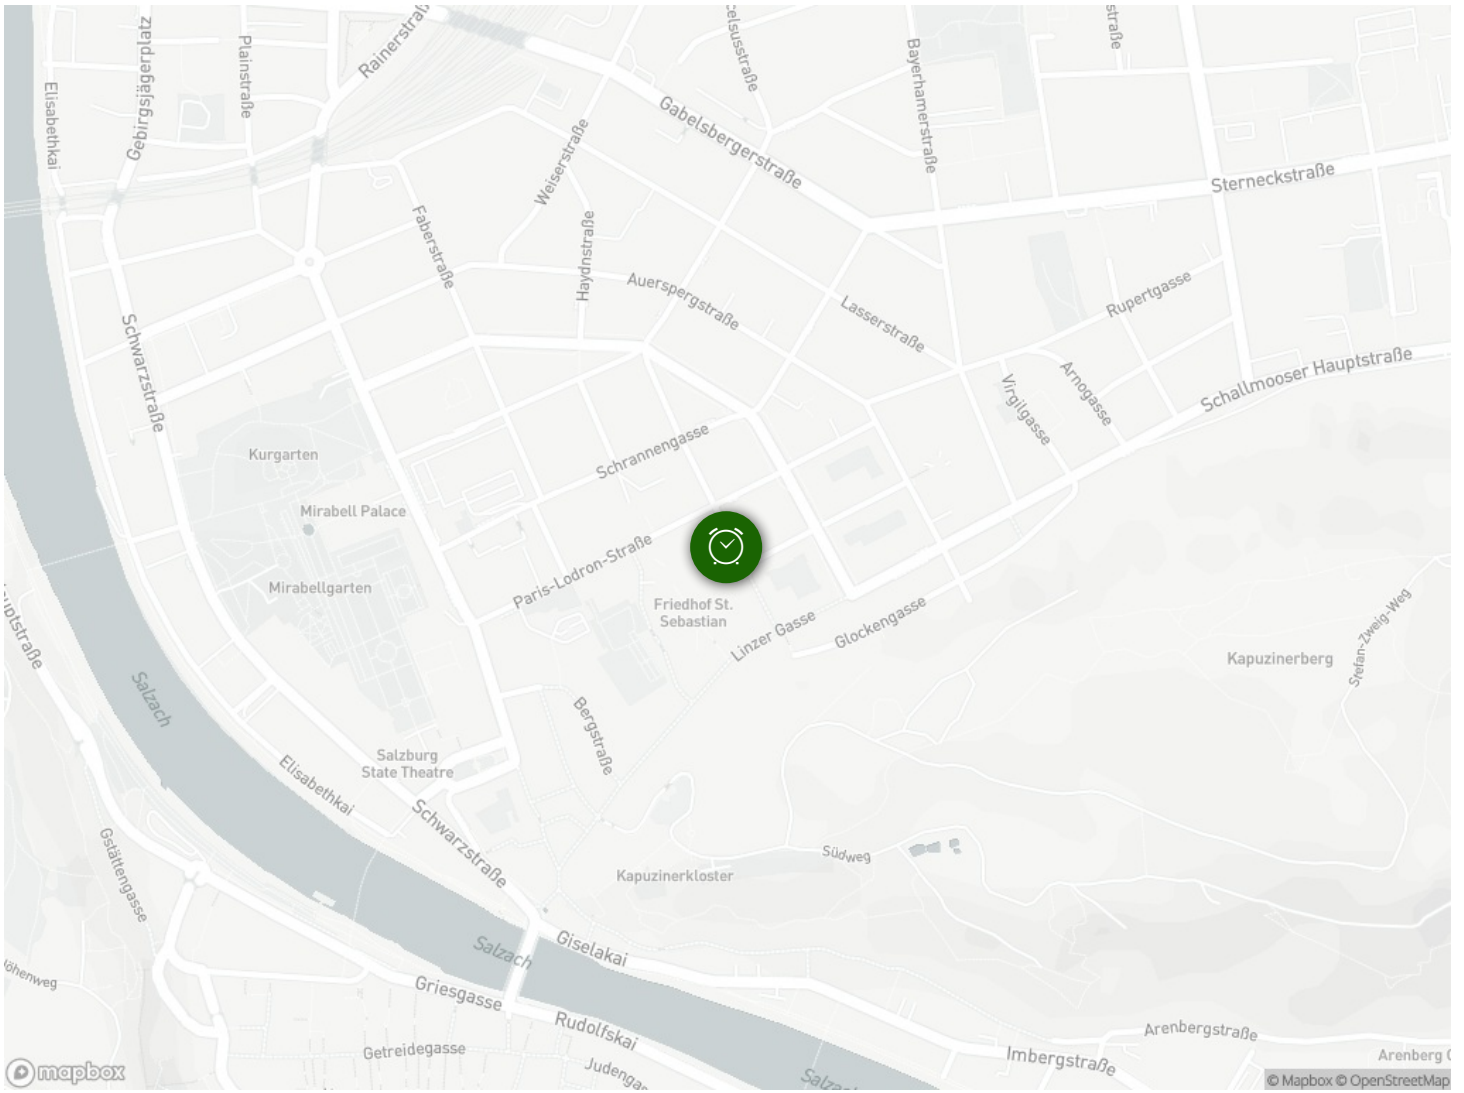 Elisabethkai
Gebirgsjägerplatz
Plainstraße
Bayerhamerstraße
Gabelsbergerstraße
Weiserstraße
Sterneckstraße
Faberstraße
Haydnstraße
Auerspergstraße
Lasserstraße
Rupertgasse
Schwarzstraße
Arnogasse
Virgilgasse
Schallmooser Hauptstraße
Kurgarten
Schrannengasse
Mirabell Palace
Mirabellgarten
Paris-Lodron-Straße
Friedhof St.
Sebastian
Linzer Gasse
Glockengasse
Stefan-Zweig-Weg
Kapuzinerberg
Salzach
Bergstraße
Salzburg
State Theatre
Elisabethkai
Schwarzstraße
Gstättengasse
Südweg
Kapuzinerkloster
Salzach
Giselakai
Griesgasse
Rudolfskai
Getreidegasse
Arenbergstraße
Imbergstraße
mapbox
© Mapbox © OpenStreetMap